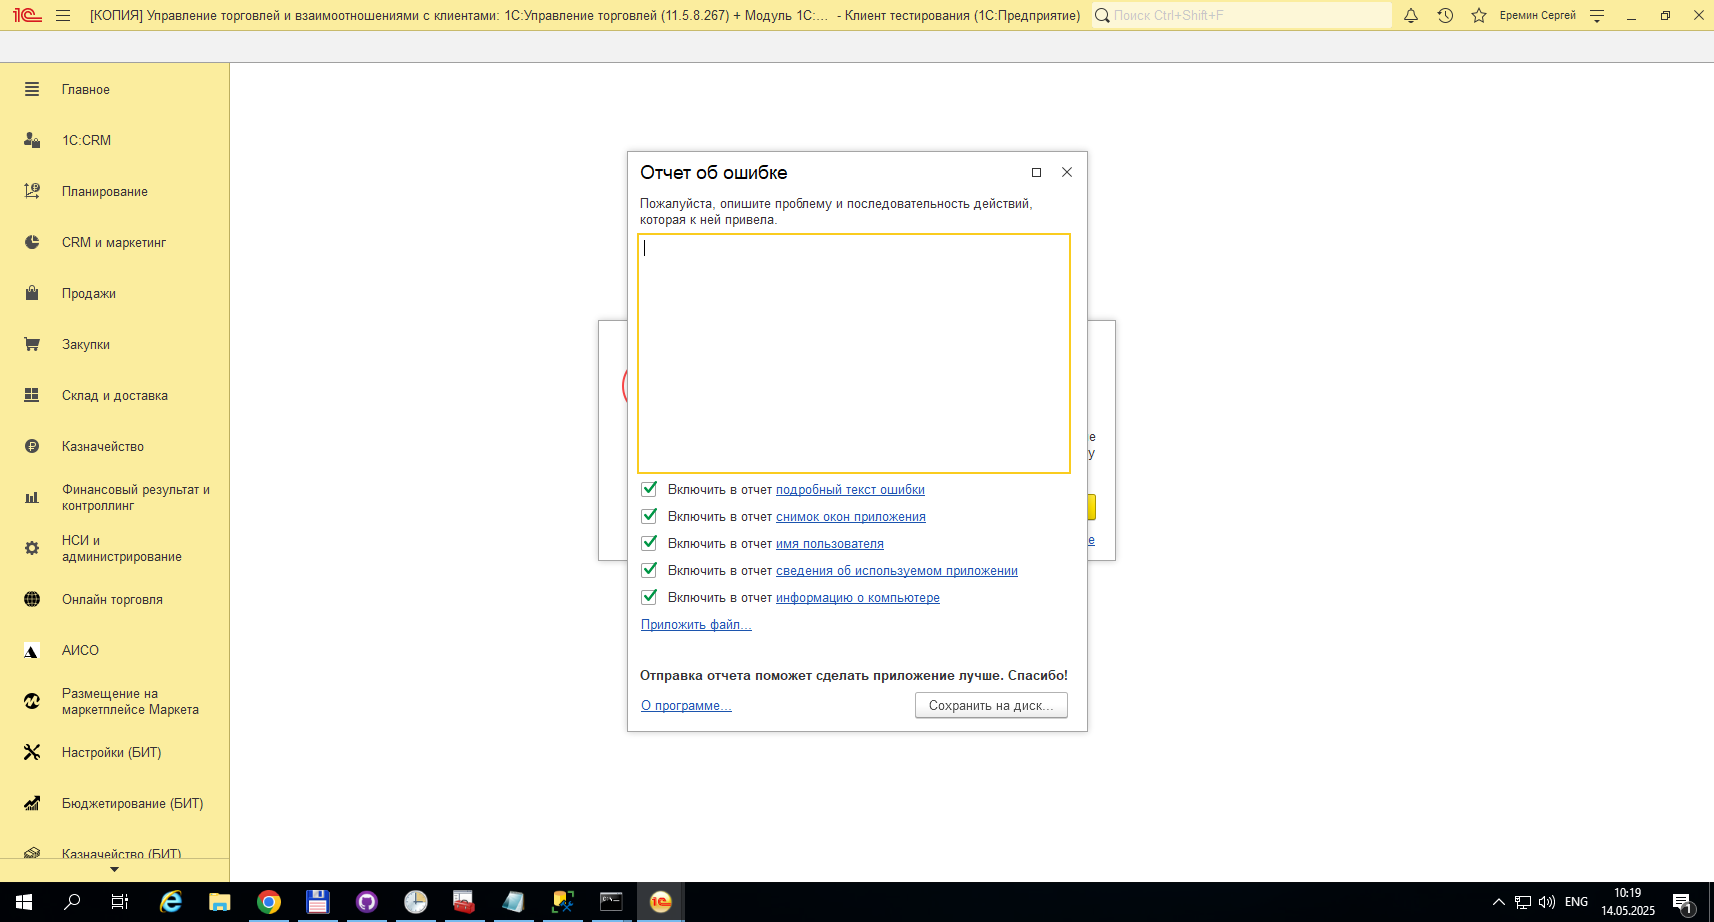 [КОПИЯ] Управление торговлей и взаимоотношениями с клиентами: 1С:Управление торговлей (11.5.8.267) + Модуль 1С:... - Клиент тестирования (1С:Предприятие)
Поиск Ctrl+Shift+F
Еремин Сергей
Главное
1С:CRM
Планирование
CRM и маркетинг
Продажи
Закупки
Склад и доставка
Казначейство
Финансовый результат и
контроллинг
НСИ и
администрирование
Онлайн торговля
АИСО
Размещение на
маркетплейсе Маркета
Настройки (БИТ)
Бюджетирование (БИТ)
Казначейство (БИТ)
Отчет об ошибке
Пожалуйста, опишите проблему и последовательность действий,
которая к ней привела.
е
у
е
Включить в отчет подробный текст ошибки
Включить в отчет снимок окон приложения
Включить в отчет имя пользователя
Включить в отчет сведения об используемом приложении
Включить в отчет информацию о компьютере
Приложить файл...
Отправка отчета поможет сделать приложение лучше. Спасибо!
О программе...
Сохранить на диск...
ENG
10:19
14.05.2025
1